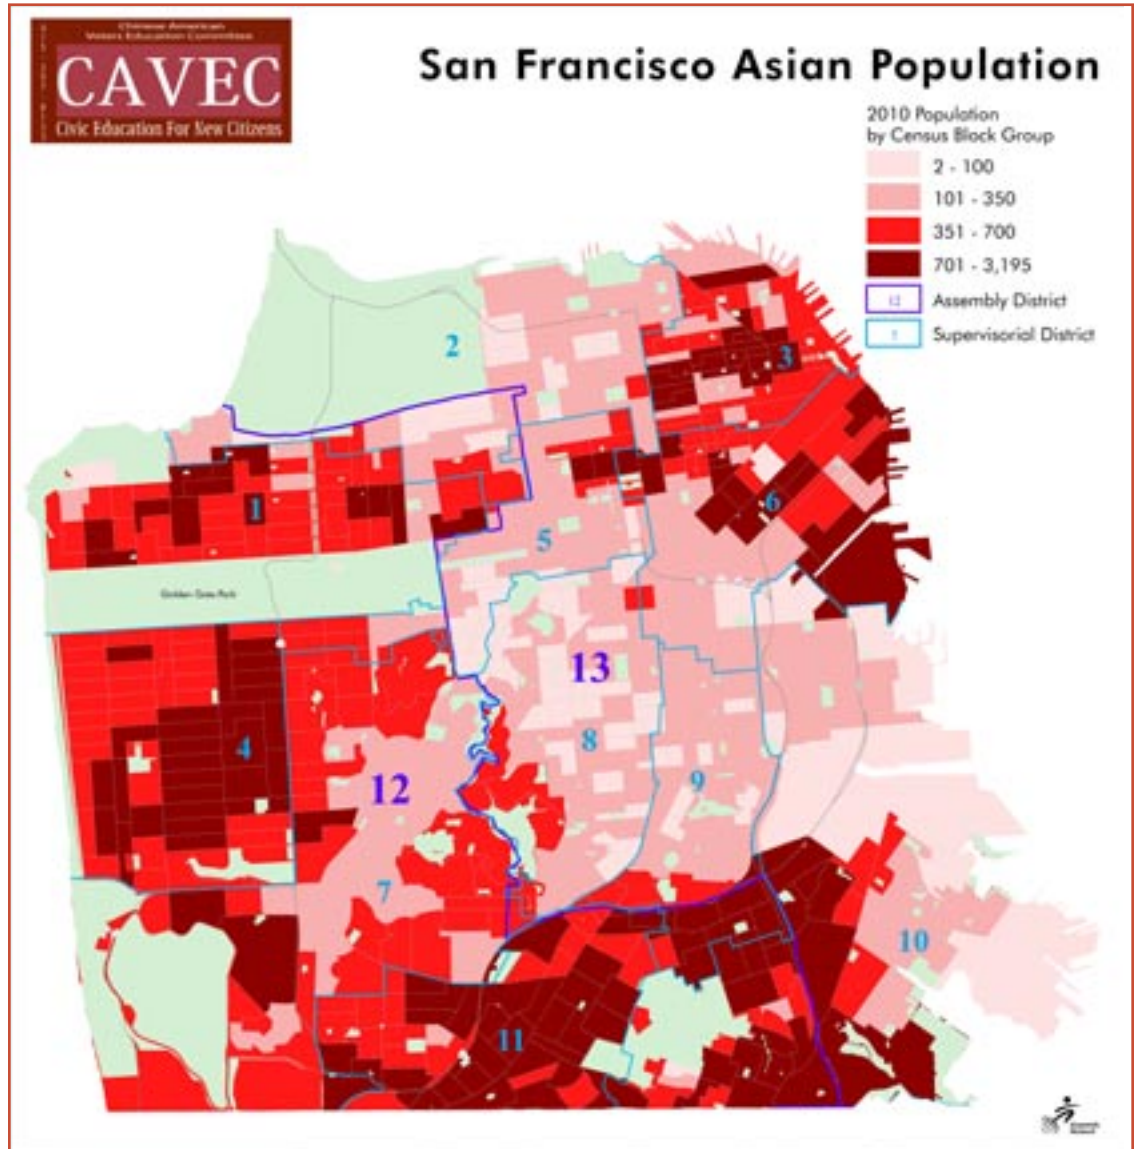 Chinese American
Voters Education Committee
CAVEC
Civic Education For New Citizens
San Francisco Asian Population
2010 Population
by Census Block Group
2 - 100
101 - 350
351 - 700
701 - 3,195
12 Assembly District
Supervisorial District
2
3
1
6
5
Golden Gate Park
13
4
8
12
9
7
10
11